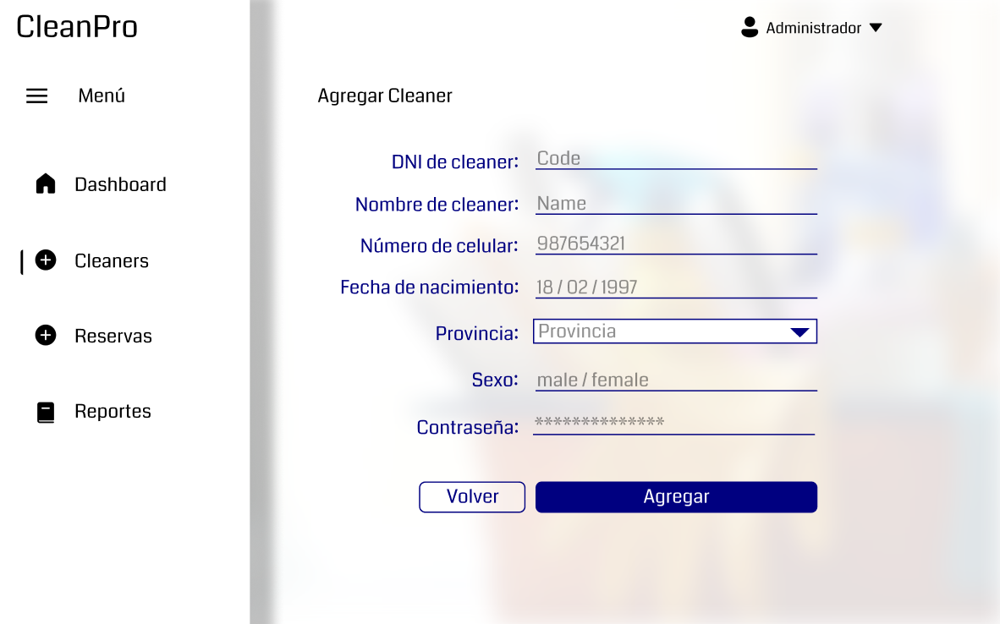 CleanPro
Administrador
Menú
Agregar Cleaner
DNI de cleaner: Code
Dashboard
Nombre de cleaner: Name
Número de celular: 987654321
Cleaners
Fecha de nacimiento: 18 / 02 / 1997
Provincia: Provincia
Reservas
Sexo: male / female
Reportes
Contraseña: **************
Volver
Agregar